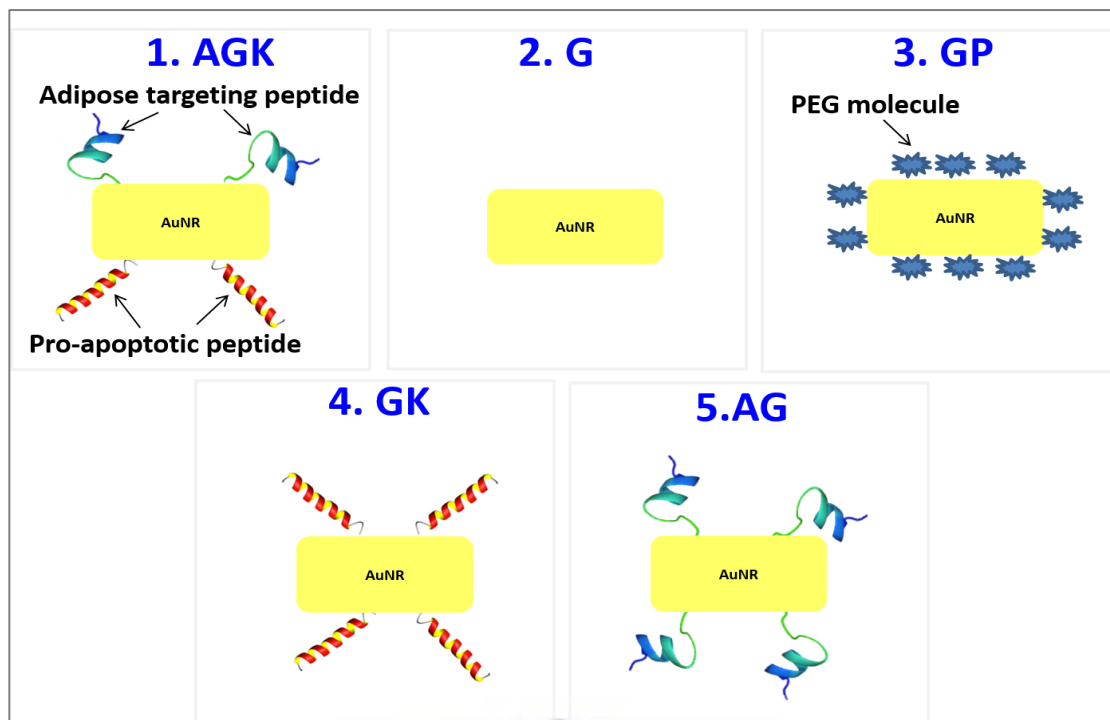 1. AGK
Adipose targeting peptide
AuNR
Pro-apoptotic peptide
2. G
AuNR
3. GP
PEG molecule
AuNR
4. GK
AuNR
5.AG
AuNR